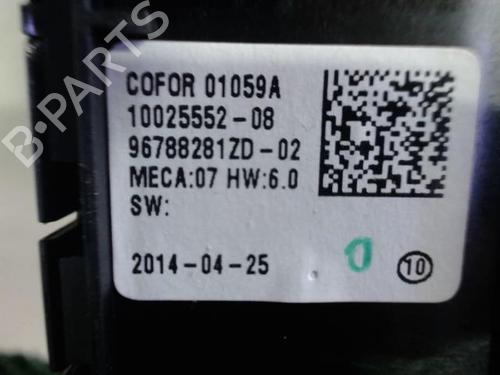 COFOR 01059A
10025552-08
96788281ZD-02
MECA:07 HW:6.0
SW:
2014-04-25
D
10
B-PARTS